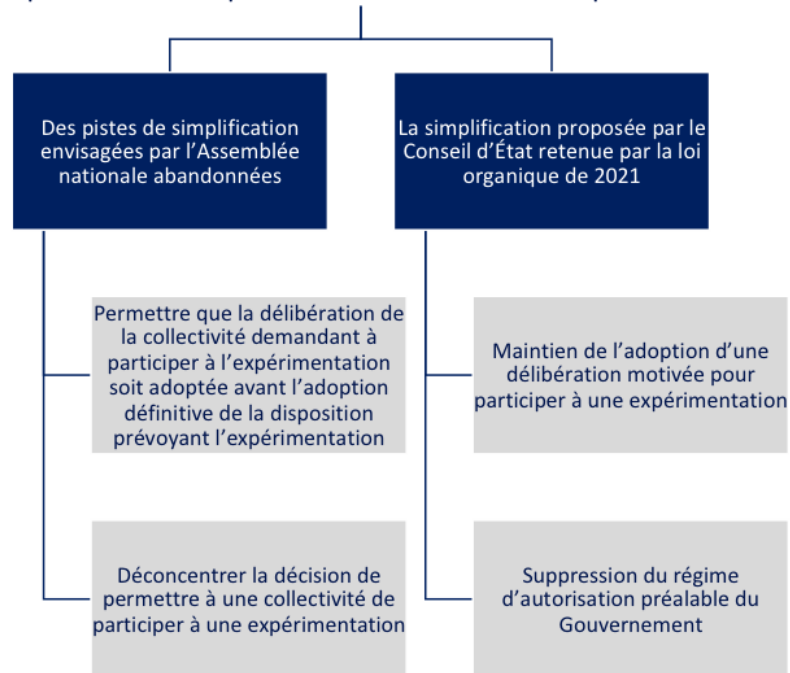 Des pistes de simplification
envisagées par l'Assemblée
nationale abandonnées
La simplification proposée par le
Conseil d'État retenue par la loi
organique de 2021
Permettre que la délibération de
la collectivité demandant à
participer à l'expérimentation
soit adoptée avant l'adoption
définitive de la disposition
prévoyant l'expérimentation
Maintien de l'adoption d'une
délibération motivée pour
participer à une expérimentation
Déconcentrer la décision de
permettre à une collectivité de
participer à une expérimentation
Suppression du régime
d'autorisation préalable du
Gouvernement